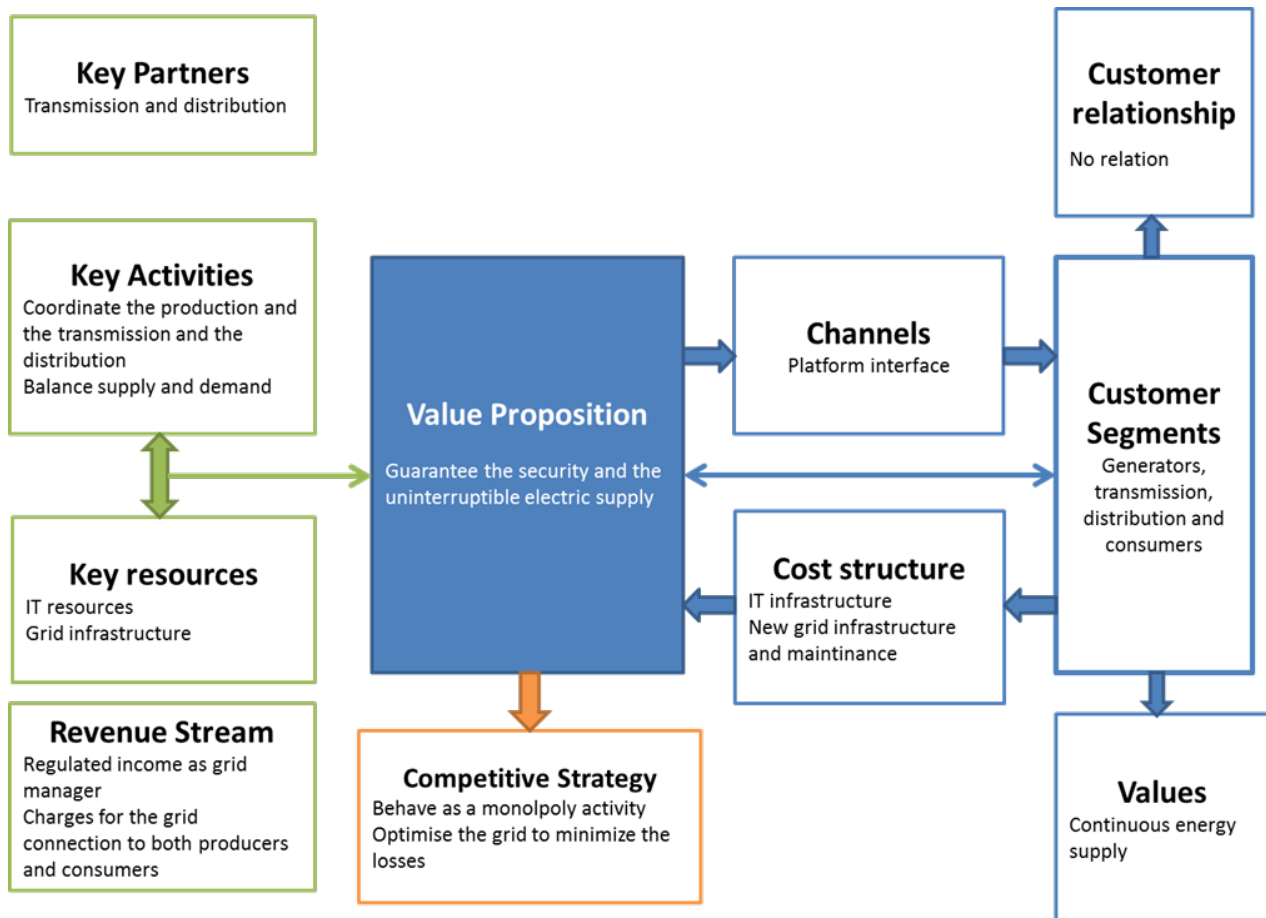 Key Partners
Transmission and distribution
Key Activities
Coordinate the production and
the transmission and the
distribution
Balance supply and demand
Key resources
IT resources
Grid infrastructure
Revenue Stream
Regulated income as grid
manager
Charges for the grid
connection to both producers
and consumers
Value Proposition
Guarantee the security and the
uninterruptible electric supply
Competitive Strategy
Behave as a monolpoly activity
Optimise the grid to minimize the
losses
Channels
Platform interface
Cost structure
IT infrastructure
New grid infrastructure
and maintinance
Customer
relationship
No relation
Customer
Segments
Generators,
transmission,
distribution and
consumers
Values
Continuous energy
supply